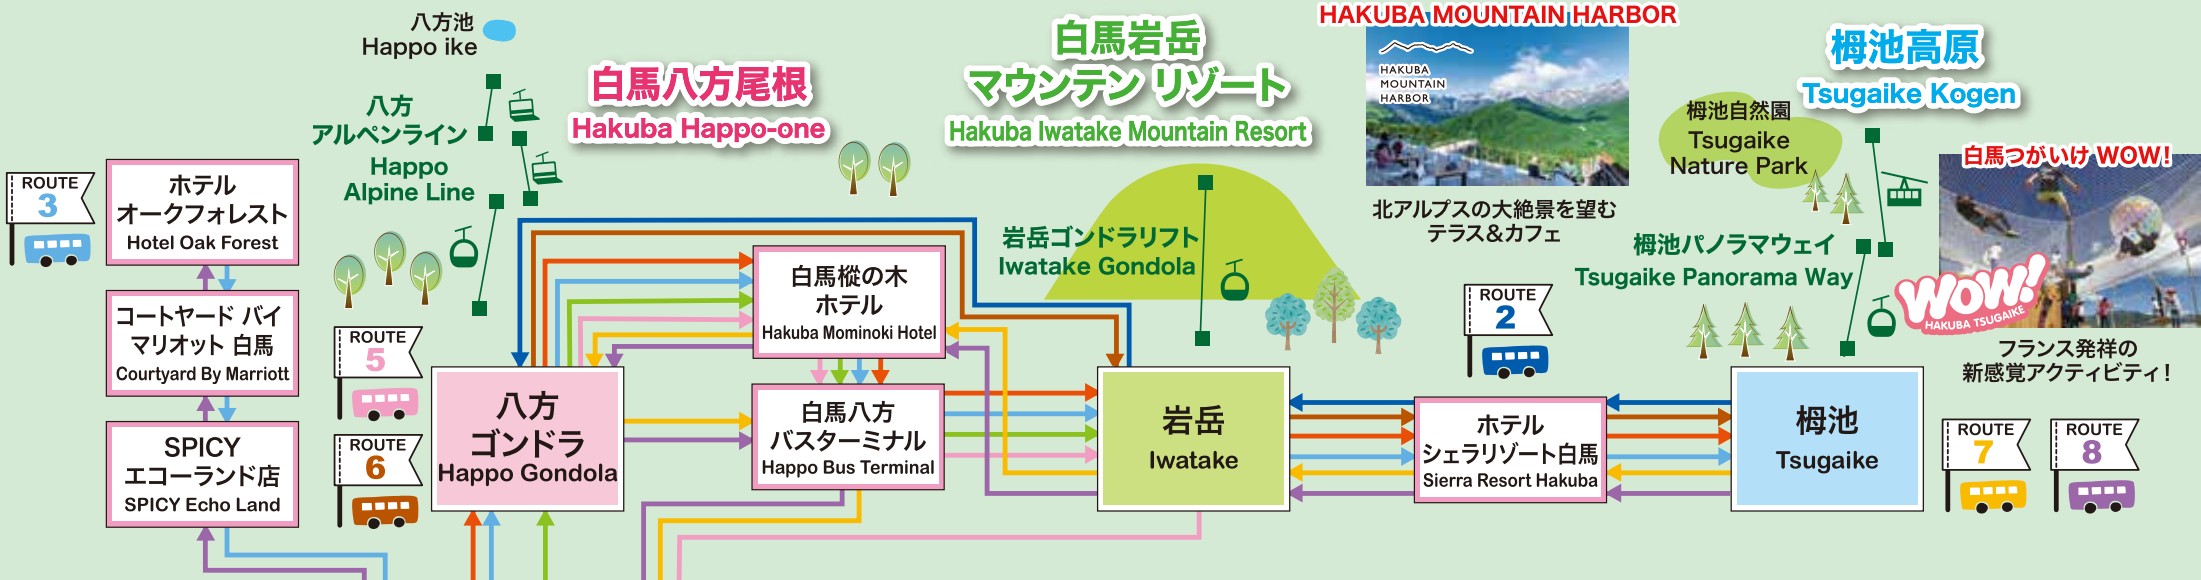 八方池
Happo ike
八方
アルペンライン
Happo
Alpine Line
白馬八方尾根
Hakuba Happo-one
白馬岩岳
マウンテン リゾート
Hakuba Iwatake Mountain Resort
HAKUBA MOUNTAIN HARBOR
HAKUBA
MOUNTAIN
HARBOR
北アルプスの大絶景を望む
テラス&カフェ
栂池高原
Tsugaike Kogen
栂池自然園
Tsugaike
Nature Park
白馬つがいけ WOW!
栂池パノラマウェイ
Tsugaike Panorama Way
WOW!
HAKUBA TSUGAIKE
フランス発祥の
新感覚アクティビティ!
ROUTE
3
ホテル
オークフォレスト
Hotel Oak Forest
コートヤード バイ
マリオット 白馬
Courtyard By Marriott
SPICY
エコーランド店
SPICY Echo Land
ROUTE
5
ROUTE
6
八方
ゴンドラ
Happo Gondola
白馬樅の木
ホテル
Hakuba Mominoki Hotel
白馬八方
バスターミナル
Happo Bus Terminal
岩岳ゴンドラリフト
Iwatake Gondola
岩岳
Iwatake
ROUTE
2
ホテル
シェラリゾート白馬
Sierra Resort Hakuba
栂池
Tsugaike
ROUTE
7
ROUTE
8